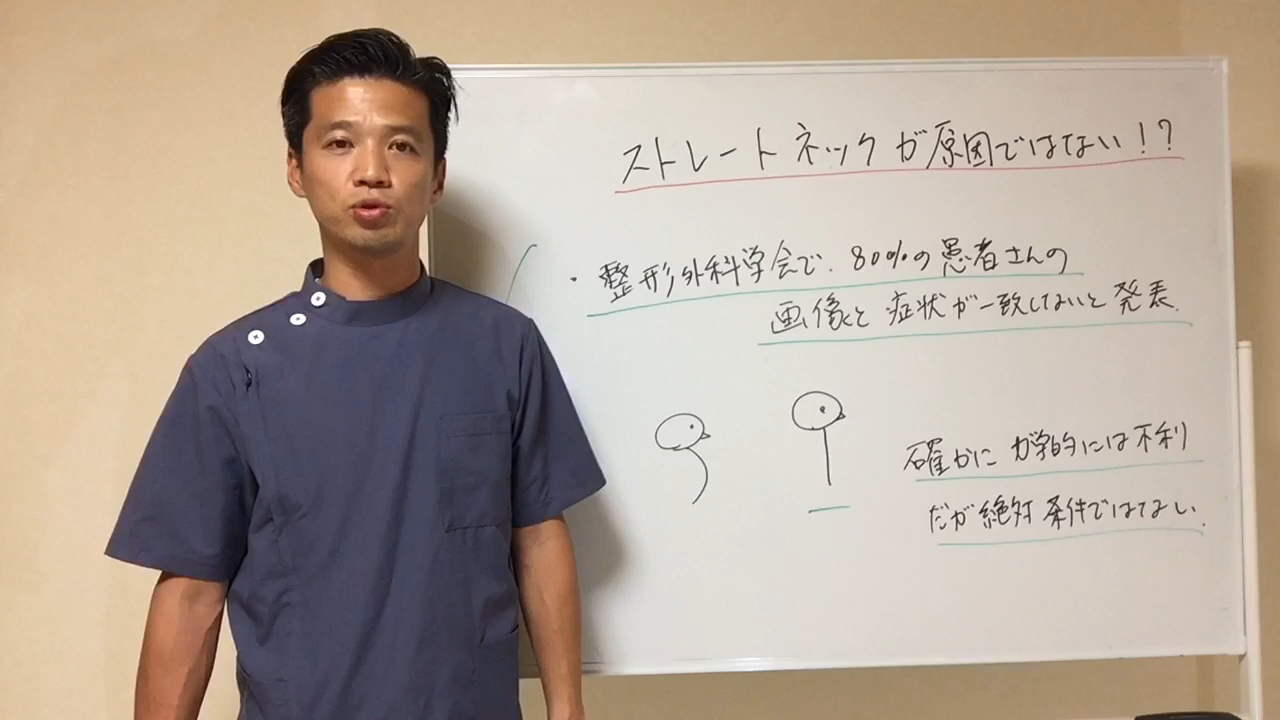 ストレートネックが原因ではない!?
・整形外科学会で、80%の患者さんの
画像と症状が一致しないと発表.
確かに力学的には不利
だが絶対条件ではない.